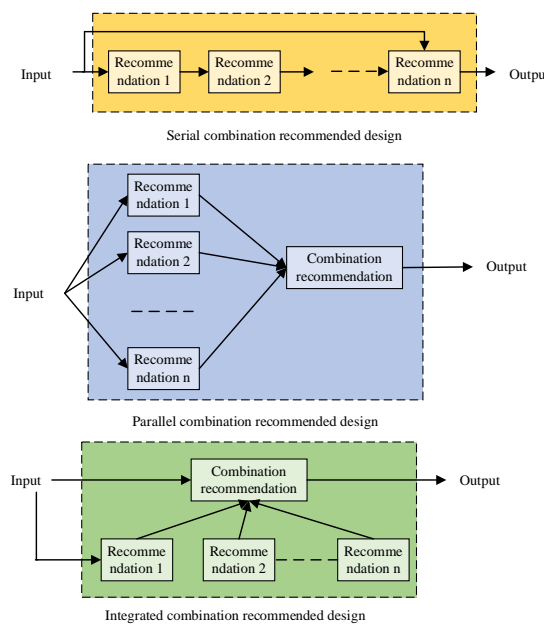 Input
Recomme
ndation 1
Recomme
ndation 2
Recomme
ndation n
Output
Serial combination recommended design
Input
Recomme
ndation 1
Recomme
ndation 2
Recomme
ndation n
Combination
recommendation
Output
Parallel combination recommended design
Input
Combination
recommendation
Output
Recomme
ndation 1
Recomme
ndation 2
Recomme
ndation n
Integrated combination recommended design